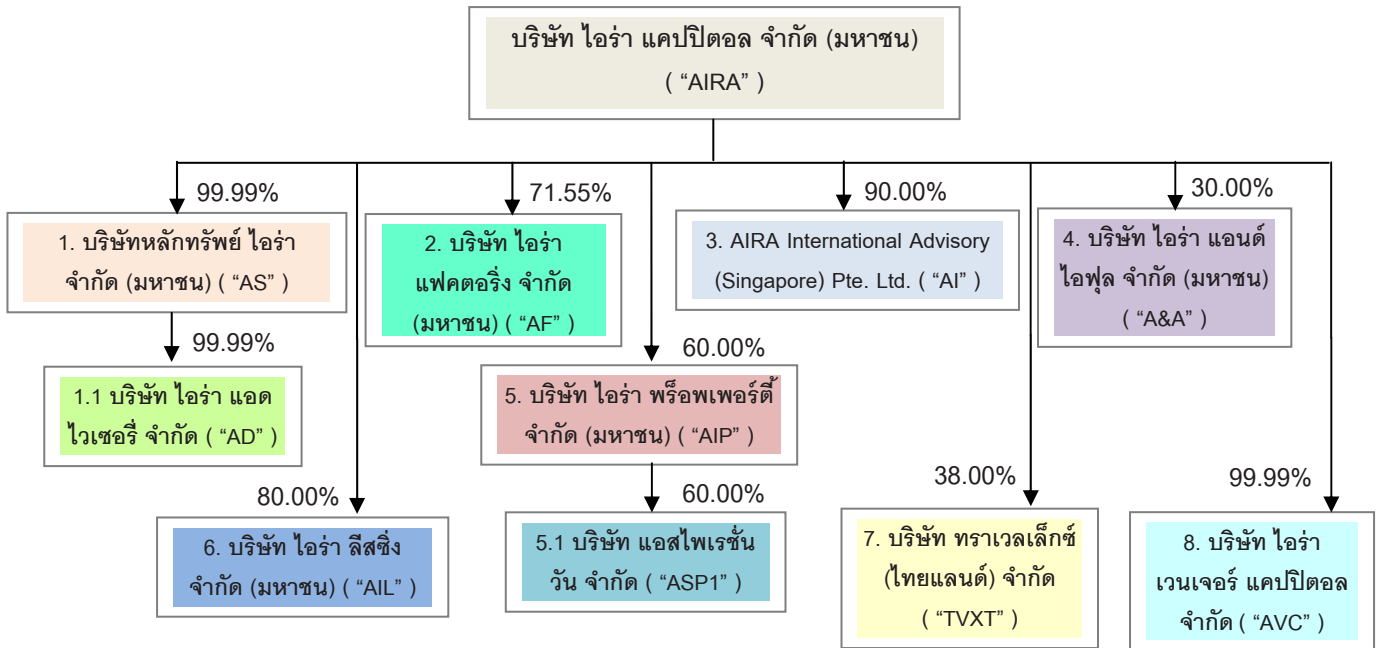 บริษัท ไอร่า แคปปิตอล จำกัด (มหาชน)
( “AIRA” )
99.99%
71.55%
90.00%
30.00%
1. บริษัทหลักทรัพย์ ไอร่า
จำกัด (มหาชน) ( “AS” )
2. บริษัท ไอร่า
แฟคตอริ่ง จำกัด
(มหาชน) ( “AF” )
3. AIRA International Advisory
(Singapore) Pte. Ltd. ( “AI” )
4. บริษัท ไอร่า แอนด์
ไอฟุล จำกัด (มหาชน)
( “A&A” )
99.99%
60.00%
1.1 บริษัท ไอร่า แอด
ไวเซอรี่ จำกัด ( “AD” )
5. บริษัท ไอร่า พร็อพเพอร์ตี้
จำกัด (มหาชน) ( “AIP” )
80.00%
60.00%
38.00%
99.99%
6. บริษัท ไอร่า ลีสซิ่ง
จำกัด (มหาชน) ( “AIL” )
5.1 บริษัท แอสไพเรชั่น
วัน จำกัด ( “ASP1” )
7. บริษัท ทราเวลเล็กซ์
(ไทยแลนด์) จำกัด
( “TVXT” )
8. บริษัท ไอร่า
เวนเจอร์ แคปปิตอล
จำกัด ( “AVC” )